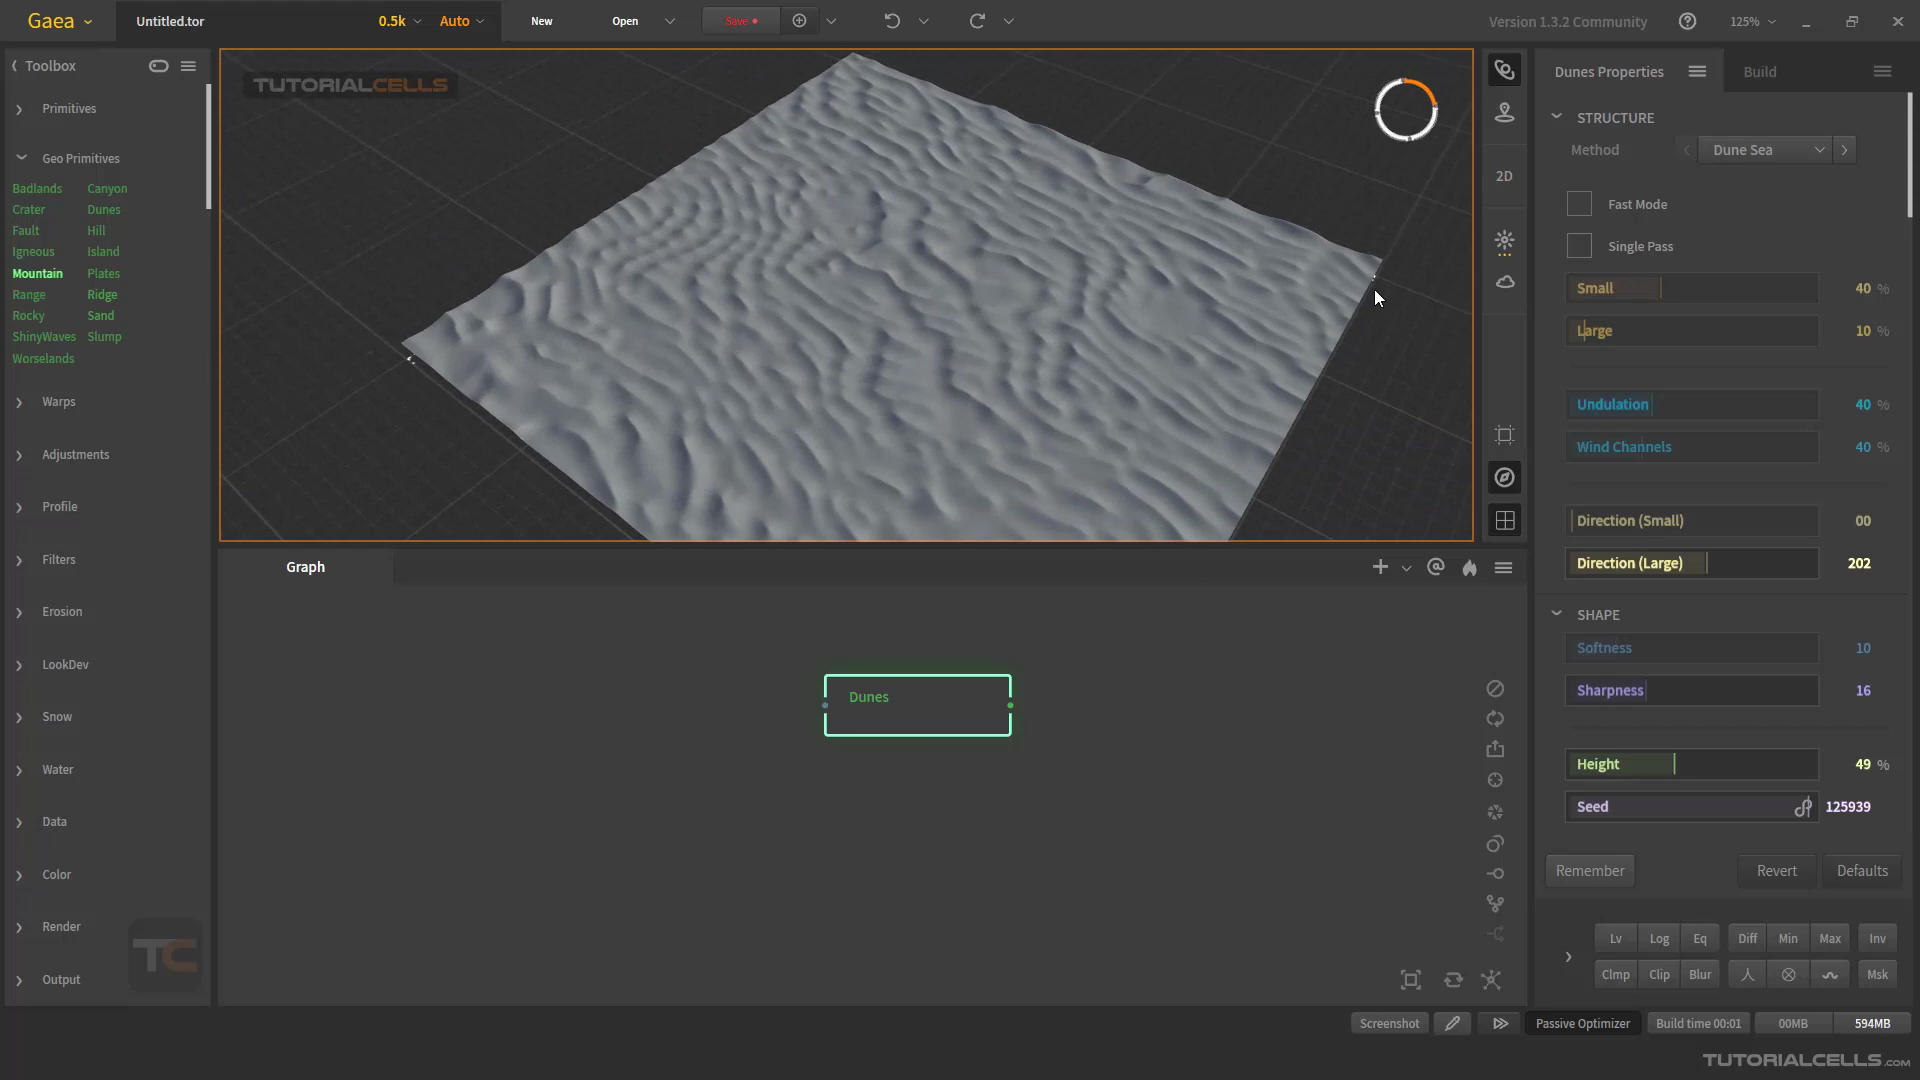 Gaea
Untitled.tor
0.5k
Auto
New
Open
Save
Version 1.3.2 Community
125%
Toolbox
Primitives
Geo Primitives
Badlands Canyon
Crater Dunes
Fault Hill
Igneous Island
Mountain Plates
Range Ridge
Rocky Sand
ShinyWaves Slump
Worselands
Warps
Adjustments
Profile
Filters
Erosion
LookDev
Snow
Water
Data
Color
Render
Output
TC
TUTORIALCELLS
2D
Graph
Dunes
Dunes Properties
Build
STRUCTURE
Method Dune Sea
Fast Mode
Single Pass
Small 40 %
Large 10 %
Undulation 40 %
Wind Channels 40 %
Direction (Small) 00
Direction (Large) 202
SHAPE
Softness 10
Sharpness 16
Height 49 %
Seed 125939
Remember Revert Defaults
Lv Log Eq Diff Min Max Inv
Clmp Clip Blur Msk
Screenshot
Passive Optimizer
Build time 00:01
00MB
594MB
TUTORIALCELLS.COM